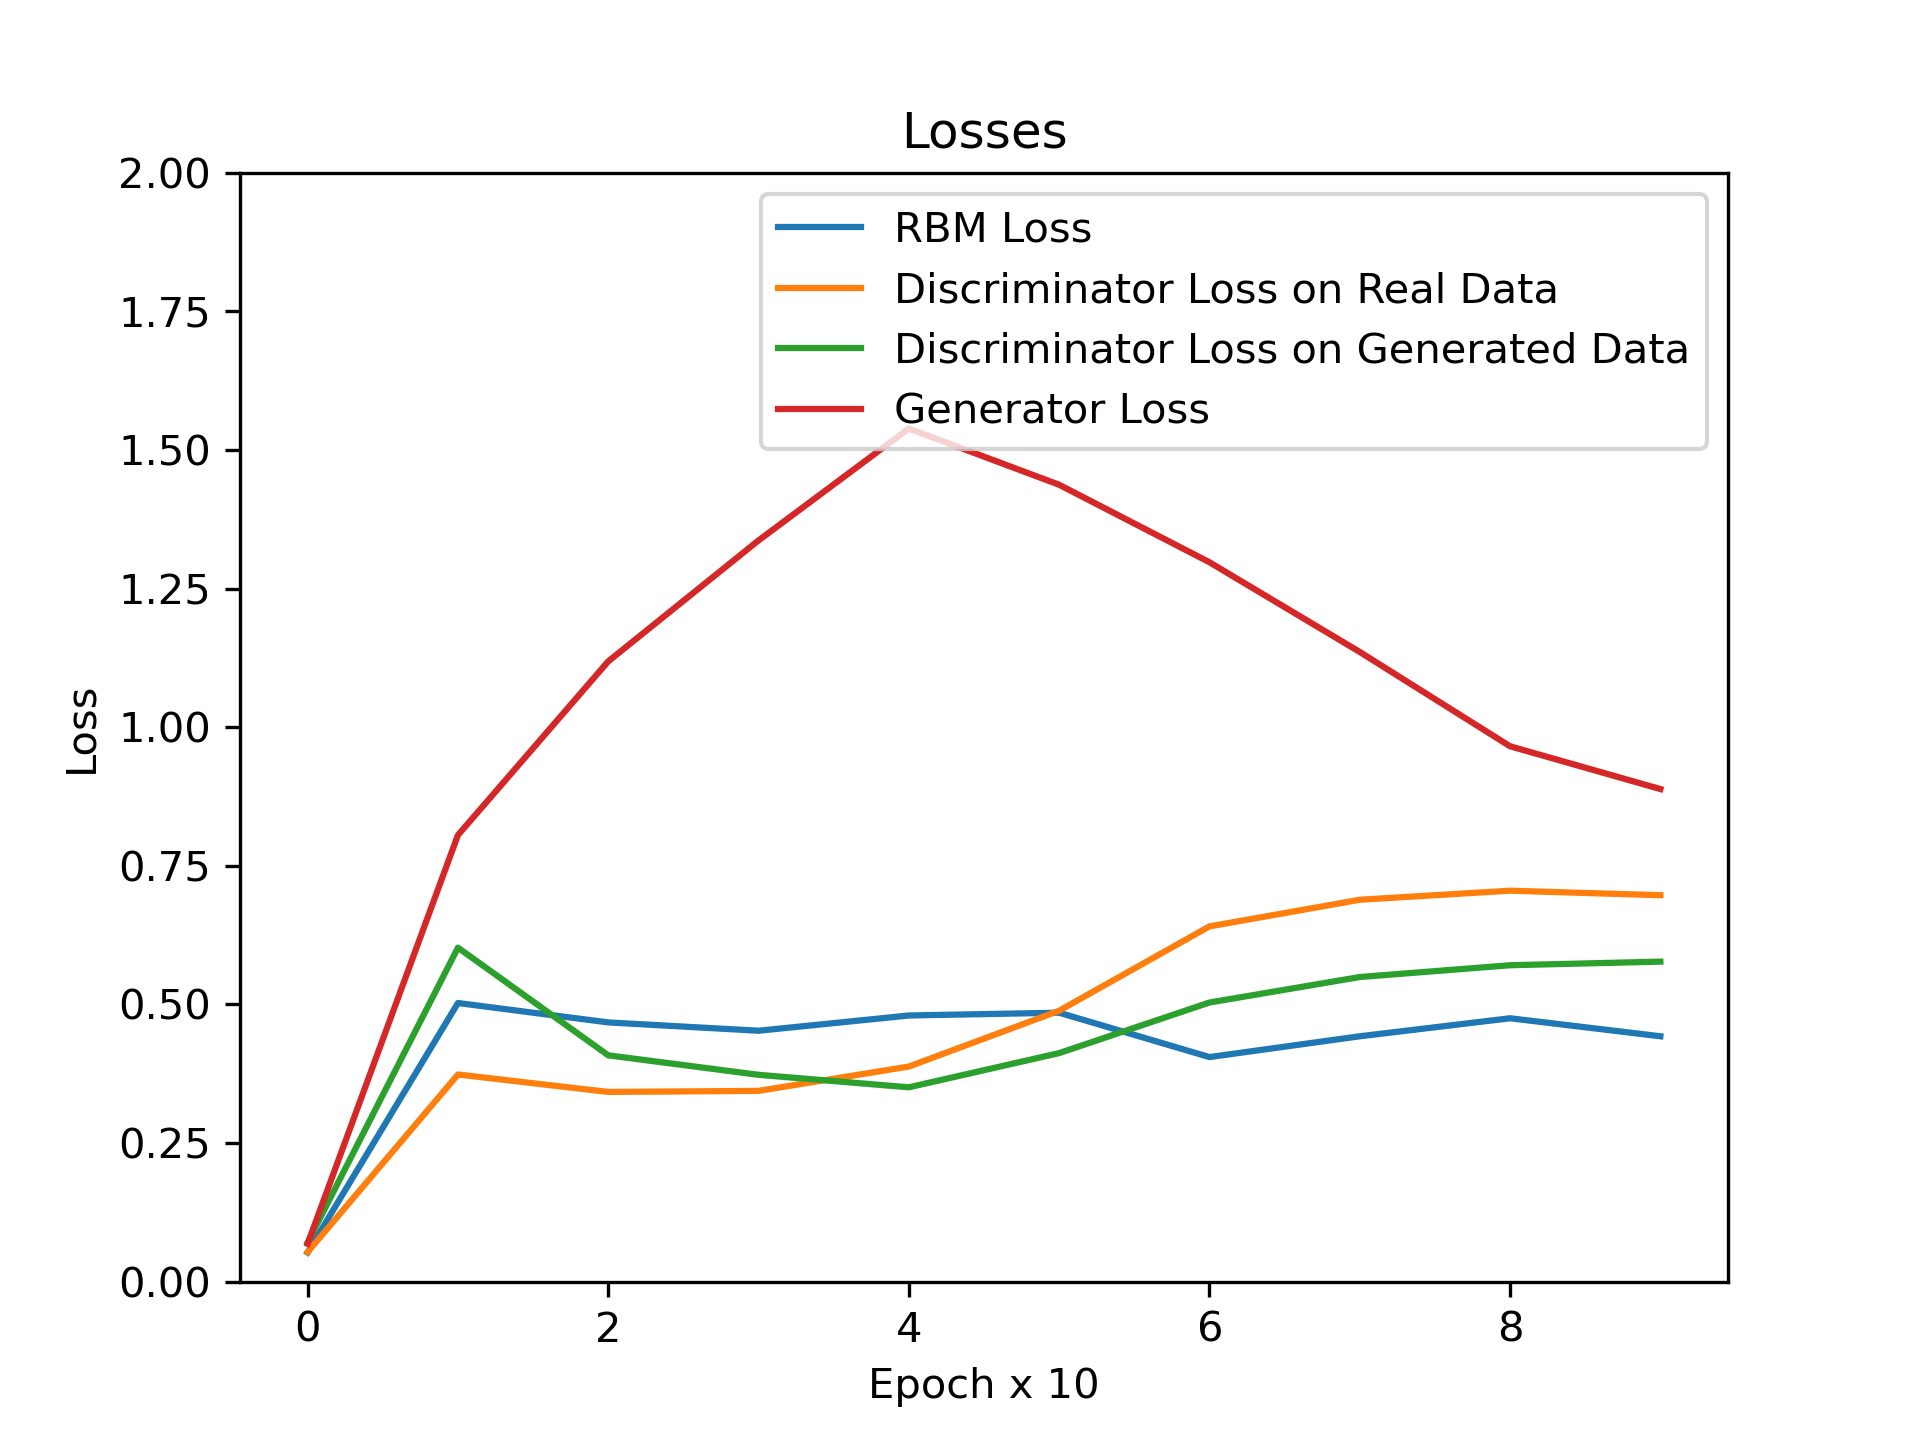 Losses
2.00
1.75
1.50
1.25
1.00
0.75
0.50
0.25
0.00
Loss
RBM Loss
Discriminator Loss on Real Data
Discriminator Loss on Generated Data
Generator Loss
0 2 4 6 8
Epoch x 10